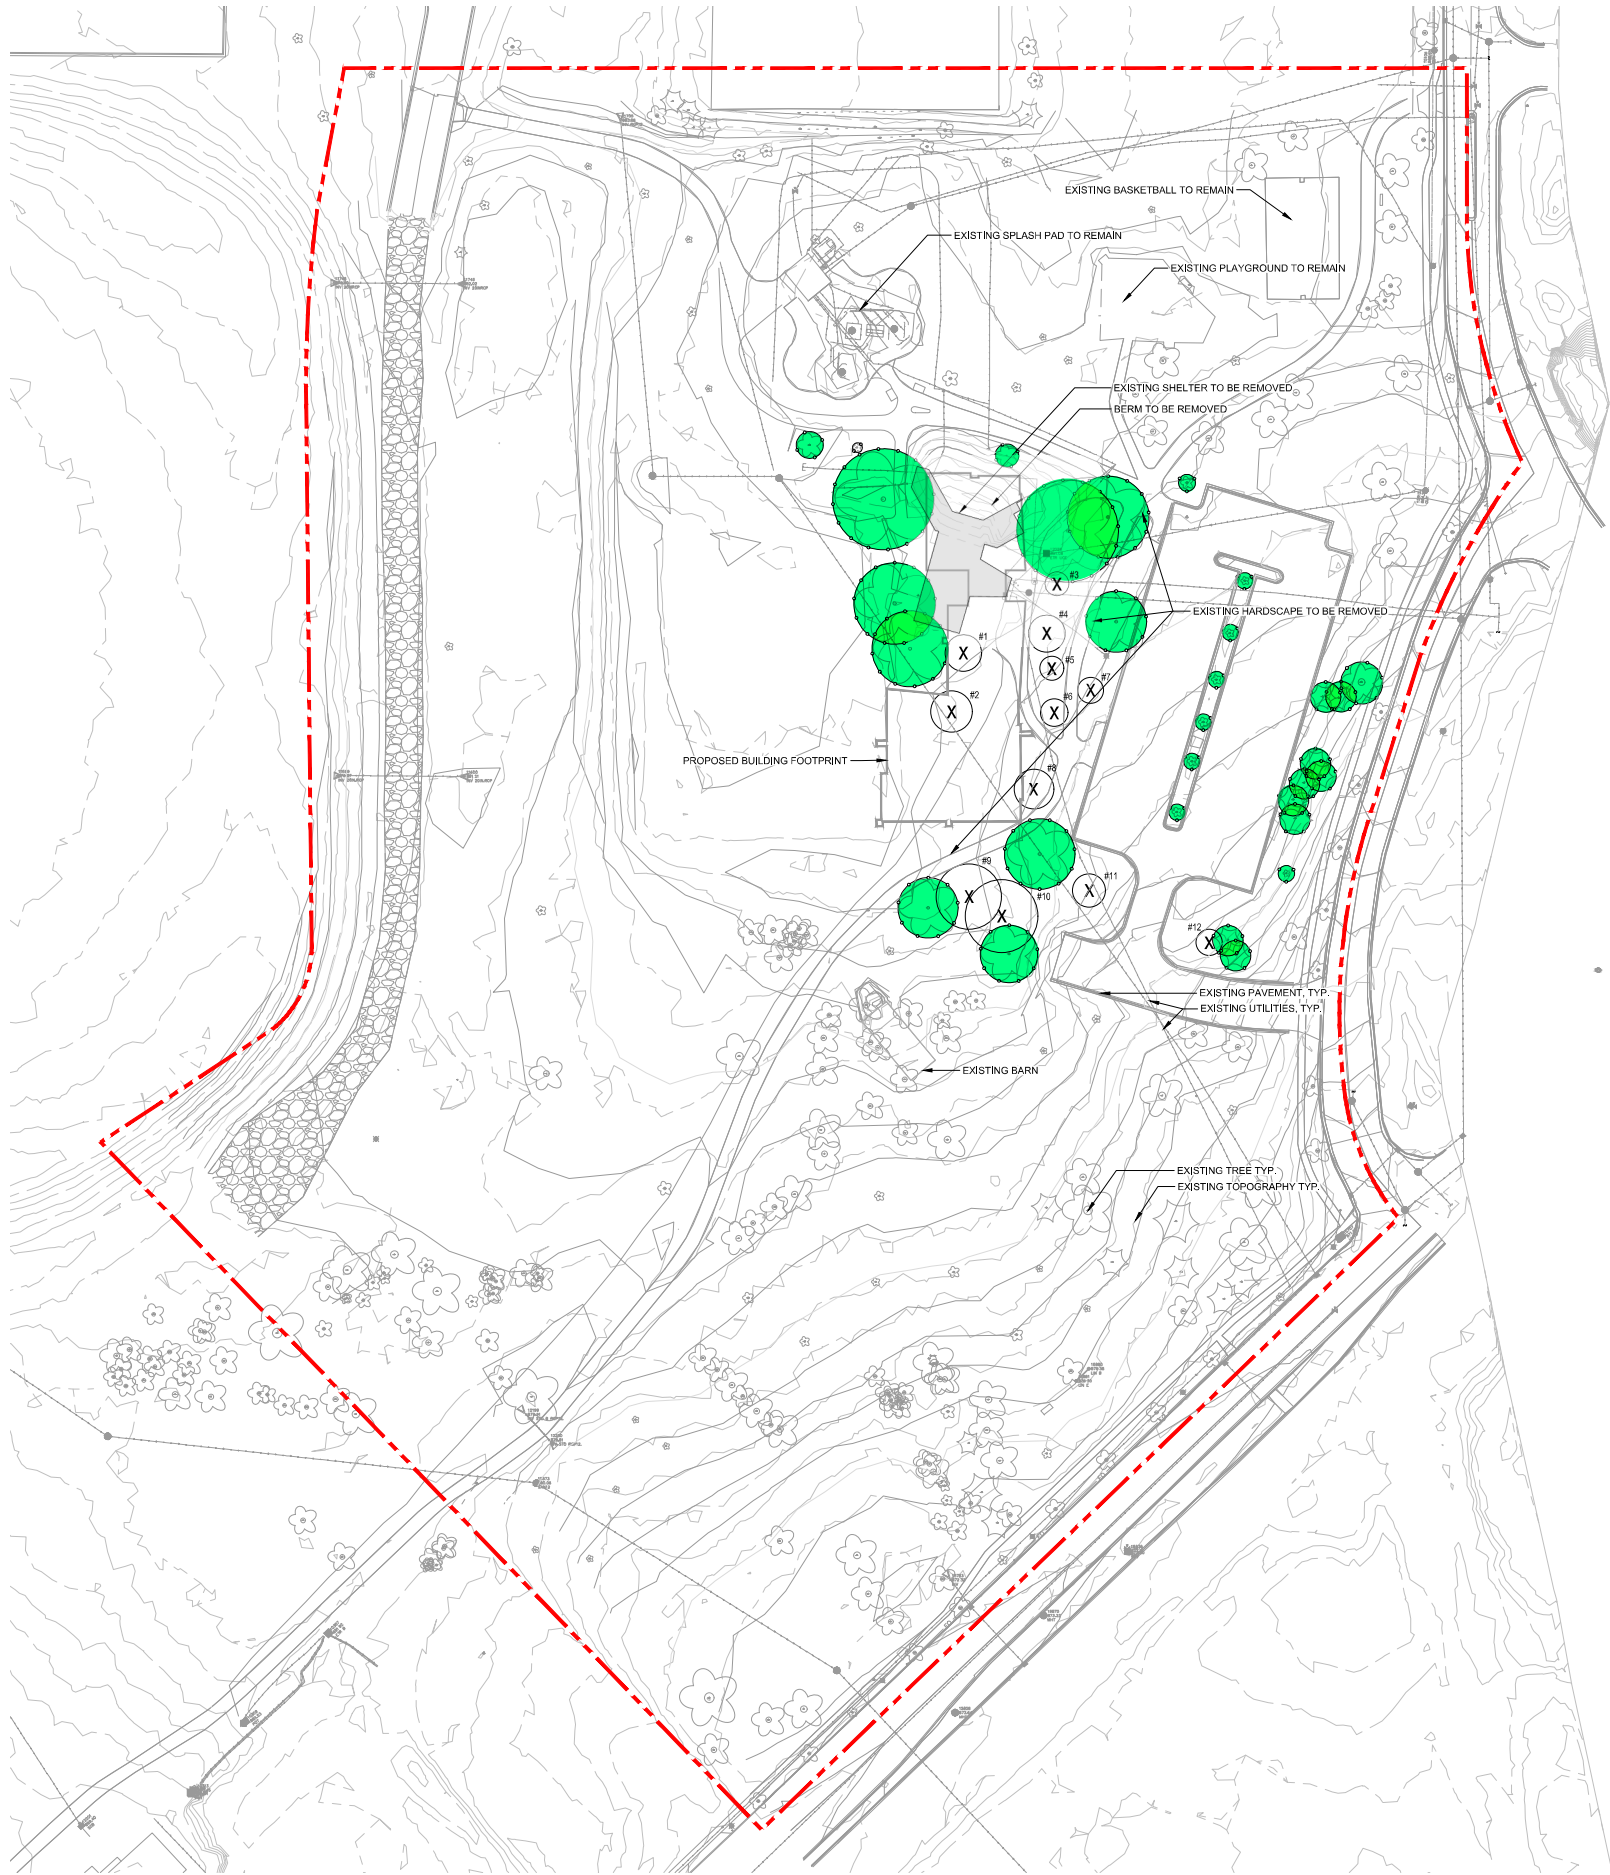 EXISTING BASKETBALL TO REMAIN
EXISTING SPLASH PAD TO REMAIN
EXISTING PLAYGROUND TO REMAIN
EXISTING SHELTER TO BE REMOVED
BERM TO BE REMOVED
#3
EXISTING HARDSCAPE TO BE REMOVED
#4
#1
#5
#7
#2
#6
PROPOSED BUILDING FOOTPRINT
#8
#9
#11
#10
#12
EXISTING PAVEMENT, TYP.
EXISTING UTILITIES, TYP.
EXISTING BARN
EXISTING TREE TYP.
EXISTING TOPOGRAPHY TYP.